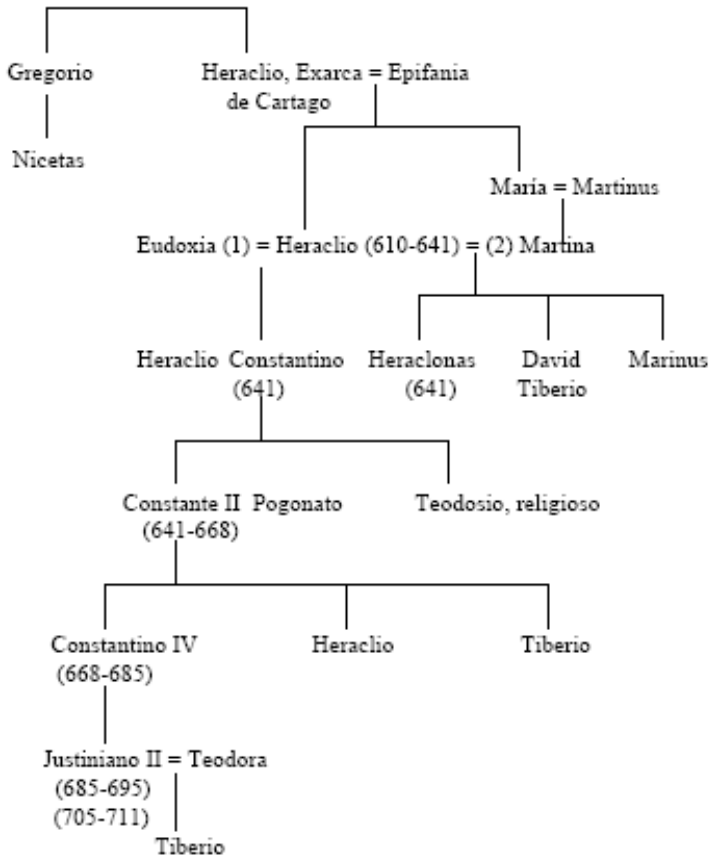 Gregorio
Heraclio, Exarca = Epifania
de Cartago
Nicetas
María = Martinus
Eudoxia (1) = Heraclio (610-641) = (2) Martina
Heraclio Constantino
(641)
Heraclonas
(641)
David
Tiberio
Marinus
Constante II Pogonato
(641-668)
Teodosio, religioso
Constantino IV
(668-685)
Heraclio
Tiberio
Justiniano II = Teodora
(685-695)
(705-711)
Tiberio